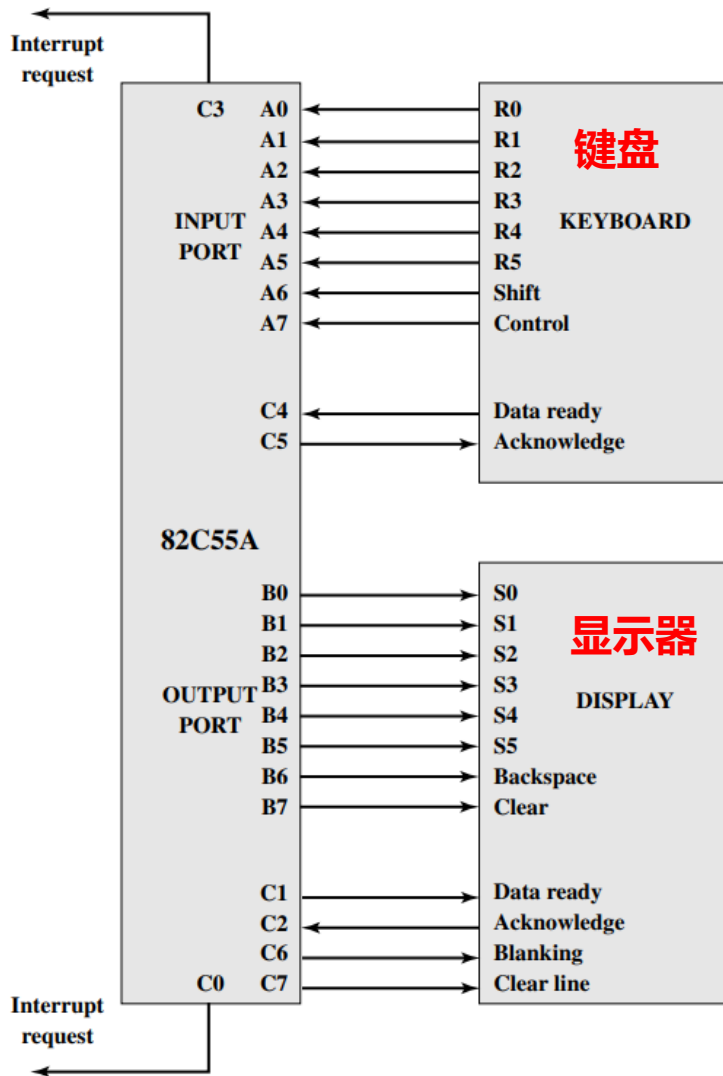 Interrupt
request
C3 A0 R0
A1 R1
键盘
A2 R2
A3 R3
INPUT
PORT
KEYBOARD
A4 R4
A5 R5
A6 Shift
A7 Control
C4 Data ready
C5 Acknowledge
82C55A
B0 S0
B1 S1
显示器
B2 S2
B3 S3
OUTPUT
PORT
DISPLAY
B4 S4
B5 S5
B6 Backspace
B7 Clear
C1 Data ready
C2 Acknowledge
C6 Blanking
C0 C7 Clear line
Interrupt
request